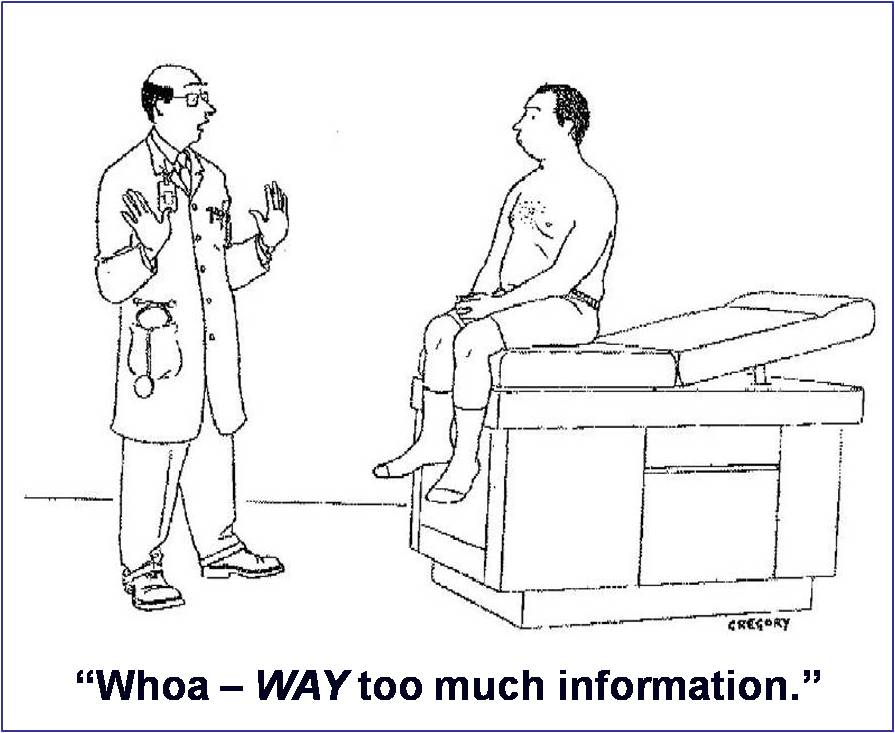 GREGORY
“Whoa – WAY too much information.”